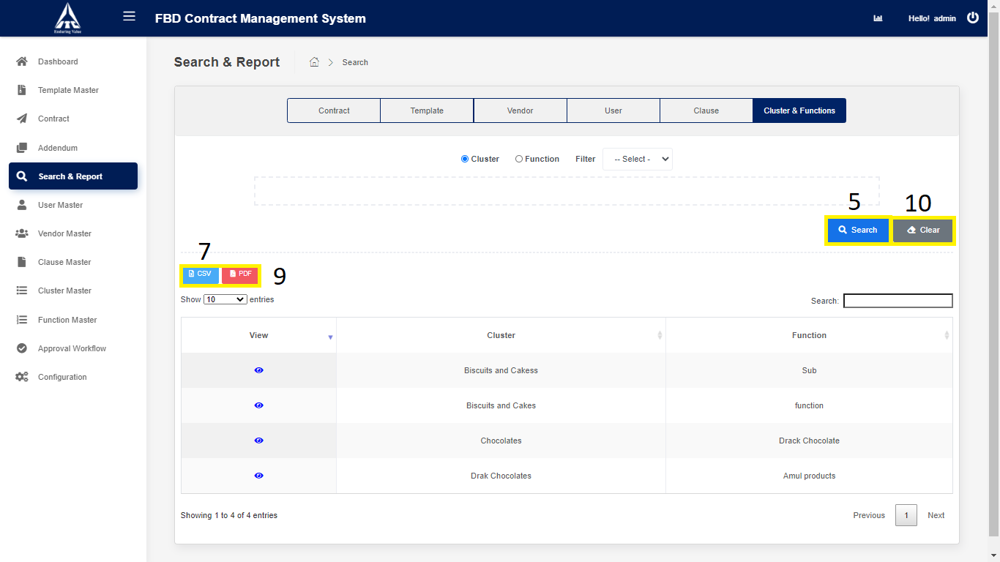 FBD Contract Management System
Hello! admin
Enduring Value
Dashboard
Template Master
Contract
Addendum
Search & Report
User Master
Vendor Master
Clause Master
Cluster Master
Function Master
Approval Workflow
Configuration
Search & Report Search
Contract Template Vendor User Clause Cluster & Functions
Cluster Function Filter -- Select -
5 10
Search Clear
7
CSV PDF 9
Show 10 entries Search:
View Cluster Function
Biscuits and Cakess Sub
Biscuits and Cakes function
Chocolates Drack Chocolate
Drak Chocolates Amul products
Showing 1 to 4 of 4 entries Previous 1 Next